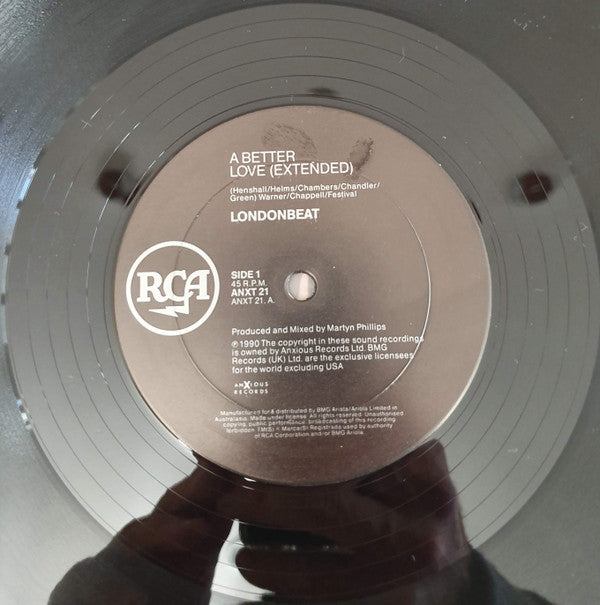 A BETTER
LOVE (EXTENDED)
(Henshall/Helms/Chambers/Chandler/
Green) Warner/Chappell/Festival
LONDONBEAT
RCA
SIDE 1
45 R.P.M.
ANXT 21
ANXT 21. A.
Produced and Mixed by Martyn Phillips
℗ 1990 The copyright in these sound recordings
is owned by Anxious Records Ltd. BMG
Records (UK) Ltd. are the exclusive licensees
for the world excluding USA
ANXIOUS
RECORDS
Manufactured for & distributed by BMG Ariola/Ariola Limited in
Australasia. Made under license. All rights reserved. Unauthorised
copying, public performance, broadcasting of this recording
forbidden. TM(S) ® Marca(S) Registrada used by authority
of RCA Corporation and/or BMG Ariola.